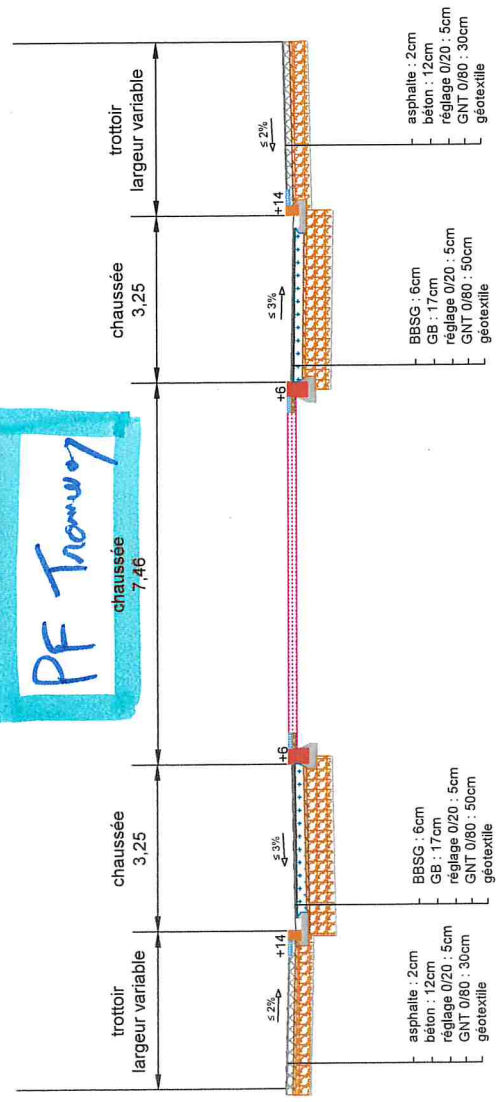 PF Tramway
trottoir
largeur variable
chaussée
3,25
chaussée
7,46
chaussée
3,25
trottoir
largeur variable
≤ 2%
+14
≤ 3%
+6
+6
≤ 3%
+14
≤ 2%
asphalte : 2cm
béton : 12cm
réglage 0/20 : 5cm
GNT 0/80 : 30cm
géotextile
BBSG : 6cm
GB : 17cm
réglage 0/20 : 5cm
GNT 0/80 : 50cm
géotextile
BBSG : 6cm
GB : 17cm
réglage 0/20 : 5cm
GNT 0/80 : 50cm
géotextile
asphalte : 2cm
béton : 12cm
réglage 0/20 : 5cm
GNT 0/80 : 30cm
géotextile